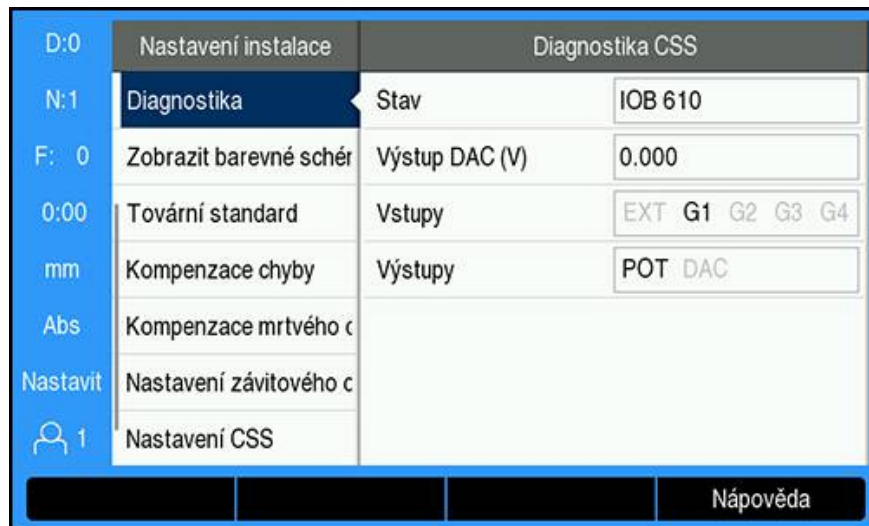 D:0
N:1
F: 0
0:00
mm
Abs
Nastavit
1
Nastavení instalace
Diagnostika
Zobrazit barevné schér
Tovární standard
Kompenzace chyby
Kompenzace mrtvého c
Nastavení závitového c
Nastavení CSS
Diagnostika CSS
Stav IOB 610
Výstup DAC (V) 0.000
Vstupy EXT G1 G2 G3 G4
Výstupy POT DAC
Nápověda